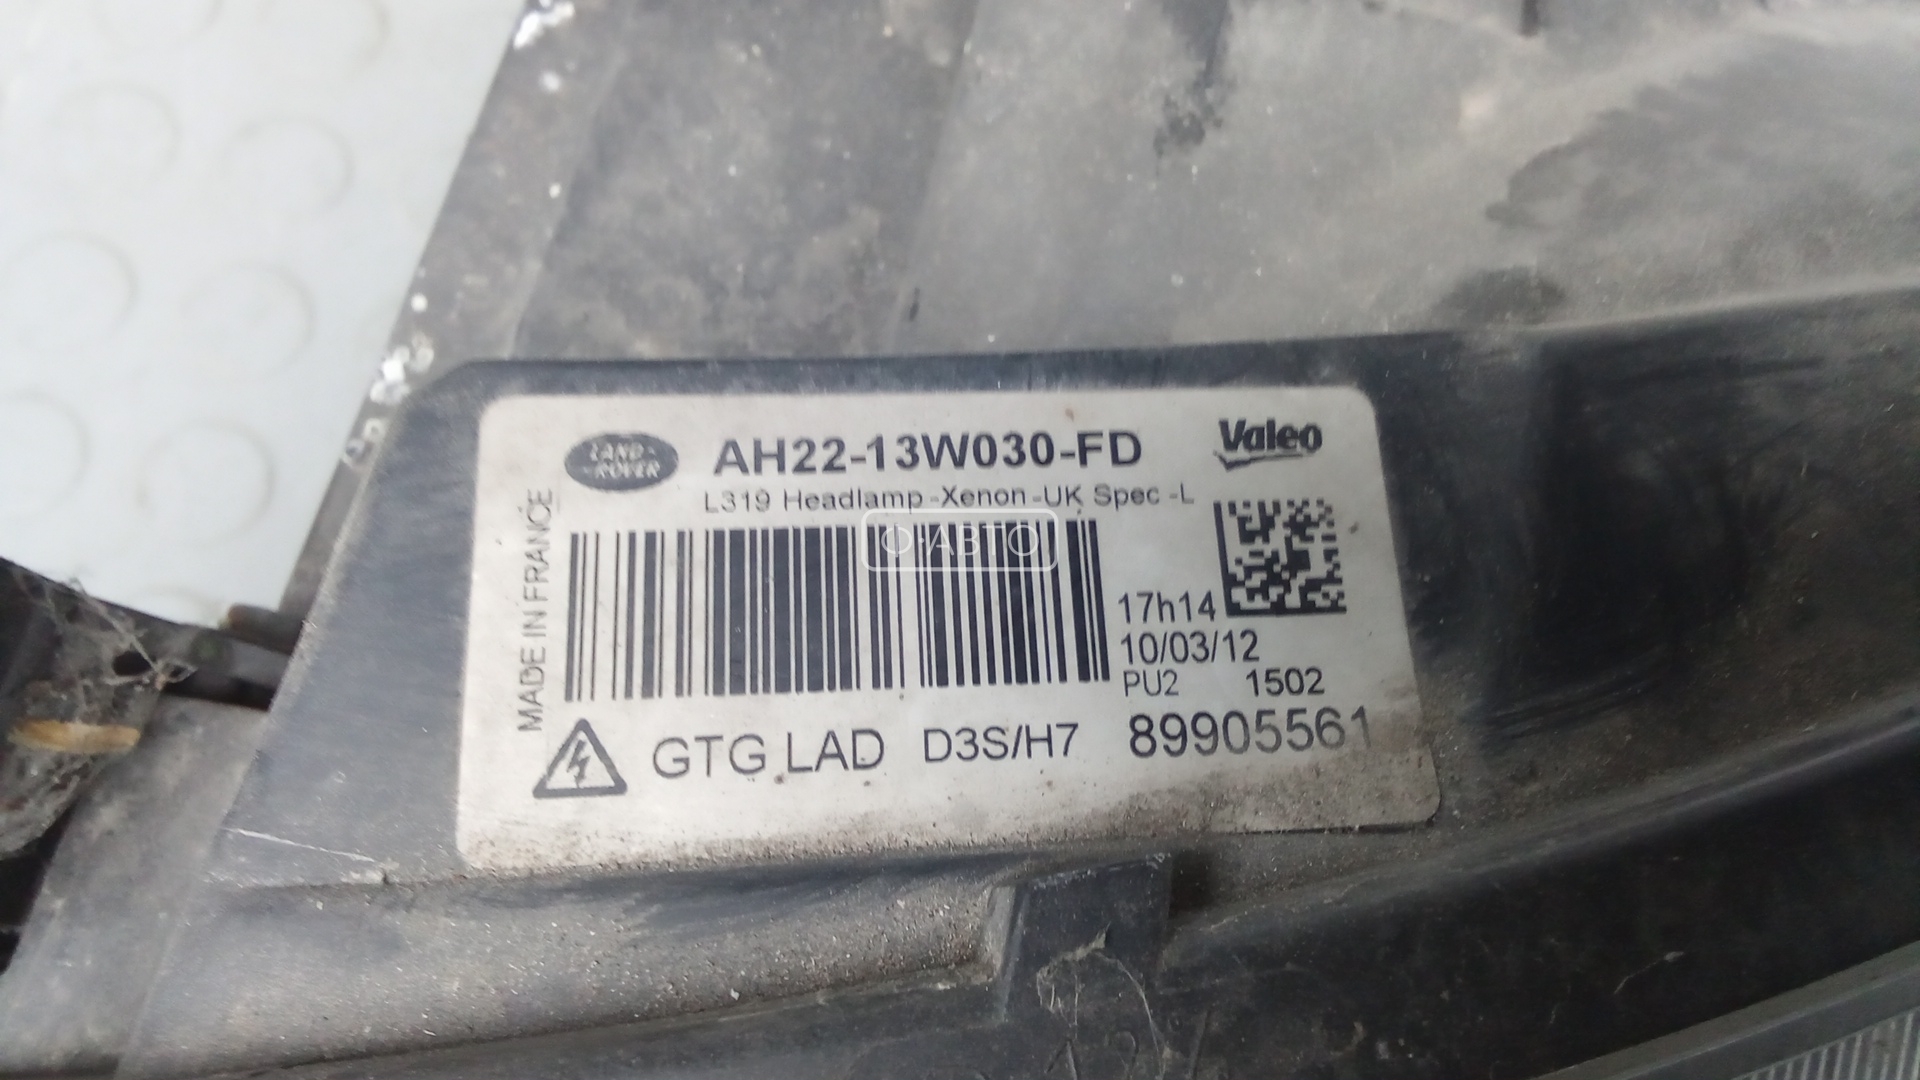 LAND-
-ROVER
AH22-13W030-FD
Valeo
L319 Headlamp-Xenon-UK Spec-L
MADE IN FRANCE
О-АВТО
17h14
10/03/12
PU2 1502
GTG LAD D3S/H7 89905561